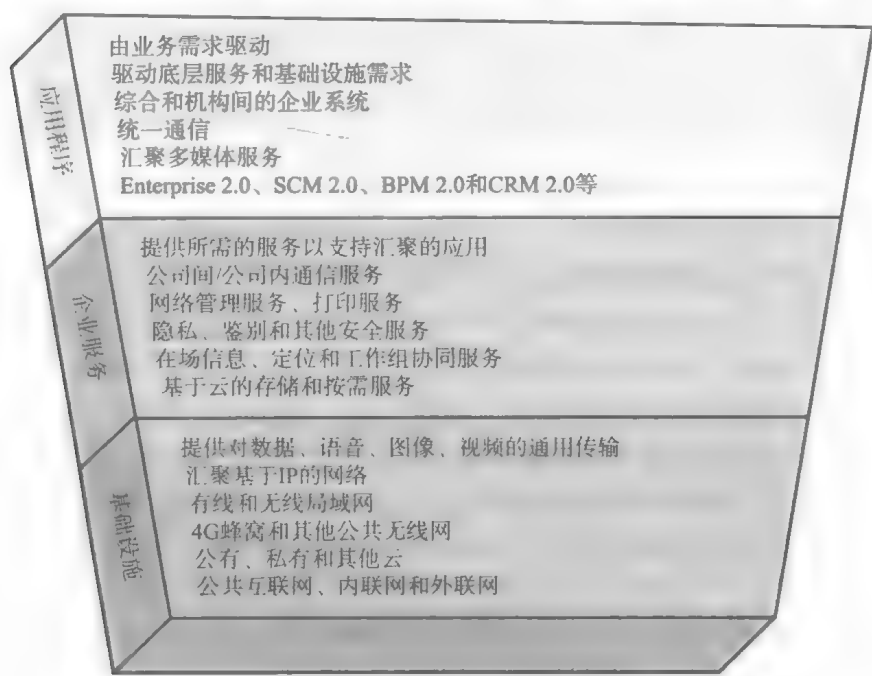 应用程序
由业务需求驱动
驱动底层服务和基础设施需求
综合和机构间的企业系统
统一通信
汇聚多媒体服务
Enterprise 2.0、SCM 2.0、BPM 2.0和CRM 2.0等
企业服务
提供所需的服务以支持汇聚的应用
公司间/公司内通信服务
网络管理服务、打印服务
隐私、鉴别和其他安全服务
在场信息、定位和工作组协同服务
基于云的存储和按需服务
基础设施
提供对数据、语音、图像、视频的通用传输
汇聚基于IP的网络
有线和无线局域网
4G蜂窝和其他公共无线网
公有、私有和其他云
公共互联网、内联网和外联网